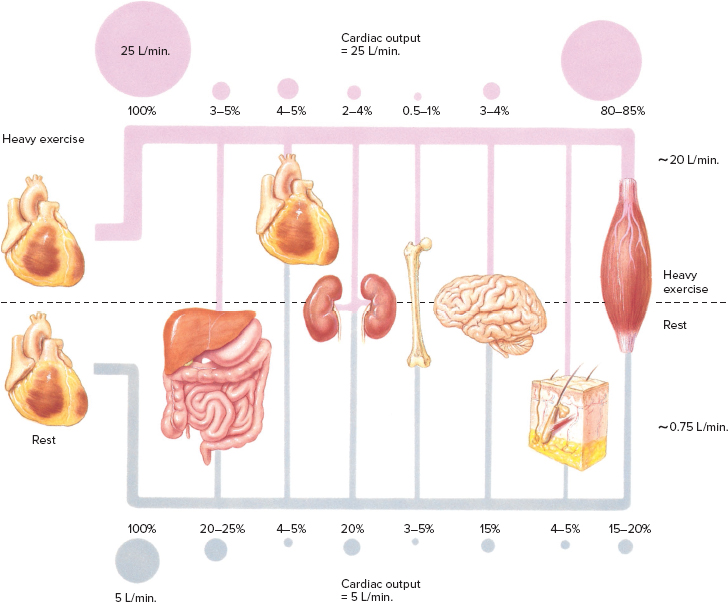 25 L/min.
Cardiac output
= 25 L/min.
100% 3–5% 4–5% 2–4% 0.5–1% 3–4% 80–85%
Heavy exercise
~20 L/min.
Heavy
exercise
Rest
~0.75 L/min.
Rest
100% 20–25% 4–5% 20% 3–5% 15% 4–5% 15–20%
5 L/min.
Cardiac output
= 5 L/min.